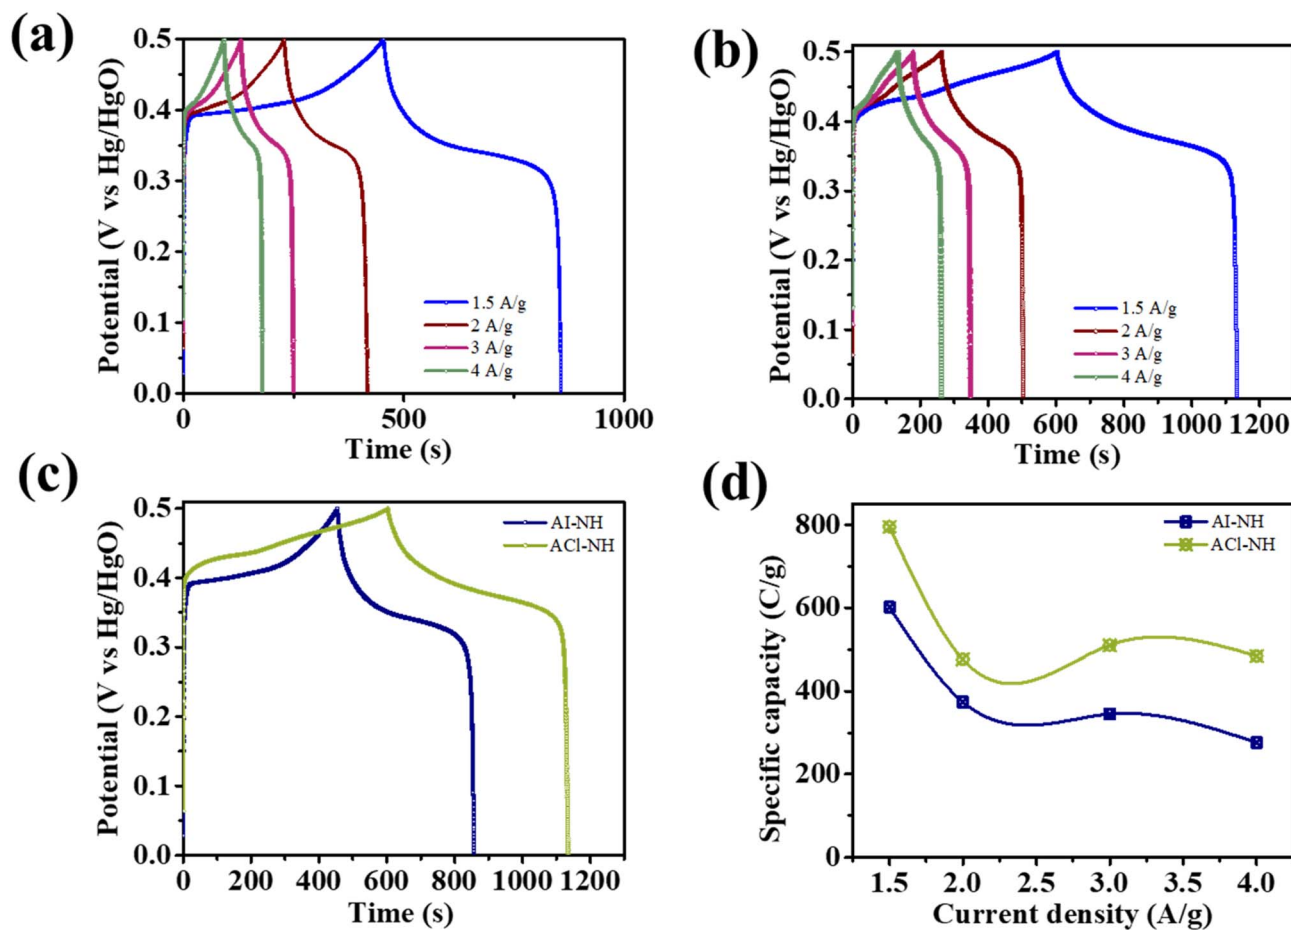 (a)
Potential (V vs Hg/HgO)
0.5
0.4
0.3
0.2
0.1
0.0
1.5 A/g
2 A/g
3 A/g
4 A/g
0
500
1000
Time (s)
(b)
Potential (V vs Hg/HgO)
0.5
0.4
0.3
0.2
0.1
0.0
1.5 A/g
2 A/g
3 A/g
4 A/g
0 200 400 600 800 1000 1200
Time (s)
(c)
Potential (V vs Hg/HgO)
0.5
0.4
0.3
0.2
0.1
0.0
AI-NH
ACl-NH
0 200 400 600 800 1000 1200
Time (s)
(d)
Specific capacity (C/g)
800
600
400
200
0
AI-NH
ACl-NH
1.5 2.0 2.5 3.0 3.5 4.0
Current density (A/g)